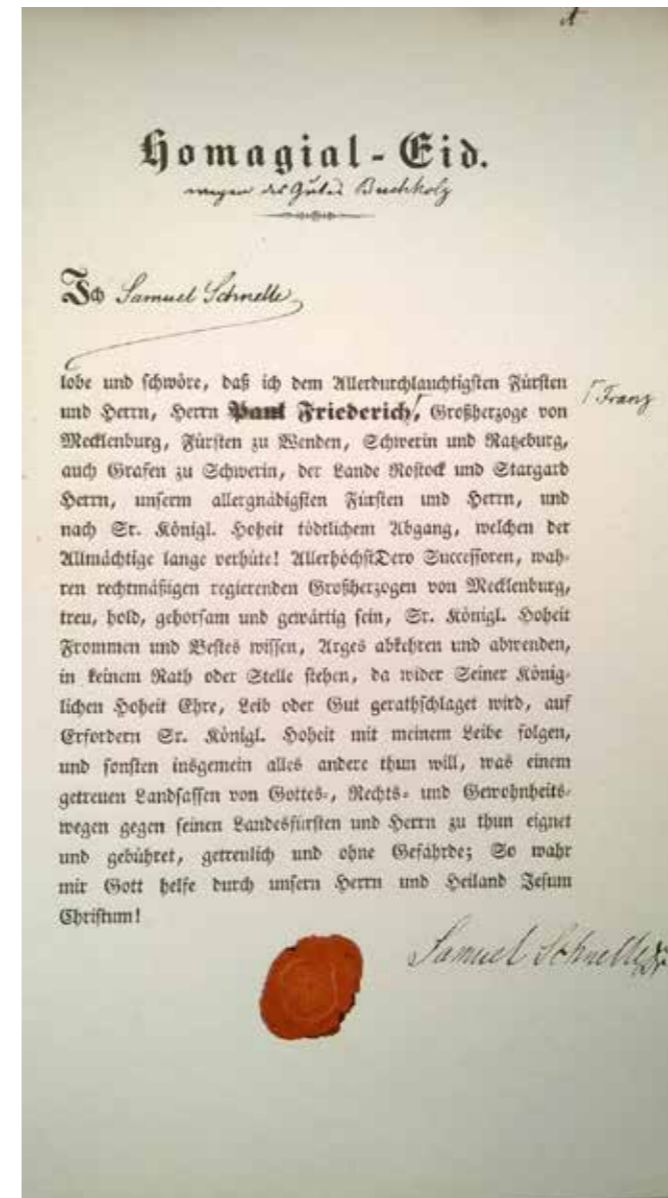 Homagial-Eid.
wegen des Gutes Buchholz
Ich Samuel Schnelle
lobe und schwöre, daß ich dem Allerdurchlauchtigsten Fürsten
und Herrn, Herrn Paul Friederich, Großherzoge von
Franz
Mecklenburg, Fürsten zu Wenden, Schwerin und Ratzeburg,
auch Grafen zu Schwerin, der Lande Rostock und Stargard
Herrn, unserm allergnädigsten Fürsten und Herrn, und
nach Sr. Königl. Hoheit tödtlichem Abgang, welchen der
Allmächtige lange verhüte! AllerhöchstDero Successoren, wah-
ren rechtmäßigen regierenden Großherzogen von Mecklenburg,
treu, hold, gehorsam und gewärtig sein, Sr. Königl. Hoheit
Frommen und Bestes wissen, Arges abkehren und abwenden,
in keinem Rath oder Stelle stehen, da wider Seiner König-
lichen Hoheit Ehre, Leib oder Gut gerathschlaget wird, auf
Erfordern Sr. Königl. Hoheit mit meinem Leibe folgen,
und sonsten insgemein alles andere thun will, was einem
getreuen Landsassen von Gottes-, Rechts- und Gewohnheits-
wegen gegen seinen Landesfürsten und Herrn zu thun eignet
und gebühret, getreulich und ohne Gefährde; So wahr
mir Gott helfe durch unsern Herrn und Heiland Jesum
Christum!
Samuel Schnelle